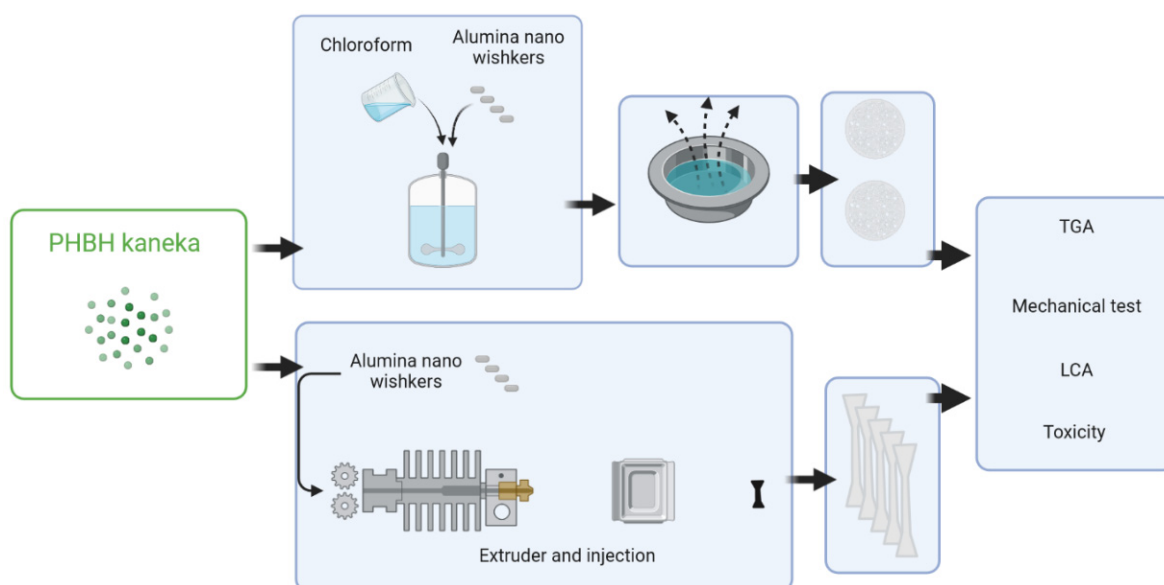 PHBH kaneka
Chloroform
Alumina nano
wishkers
Alumina nano
wishkers
Extruder and injection
TGA
Mechanical test
LCA
Toxicity